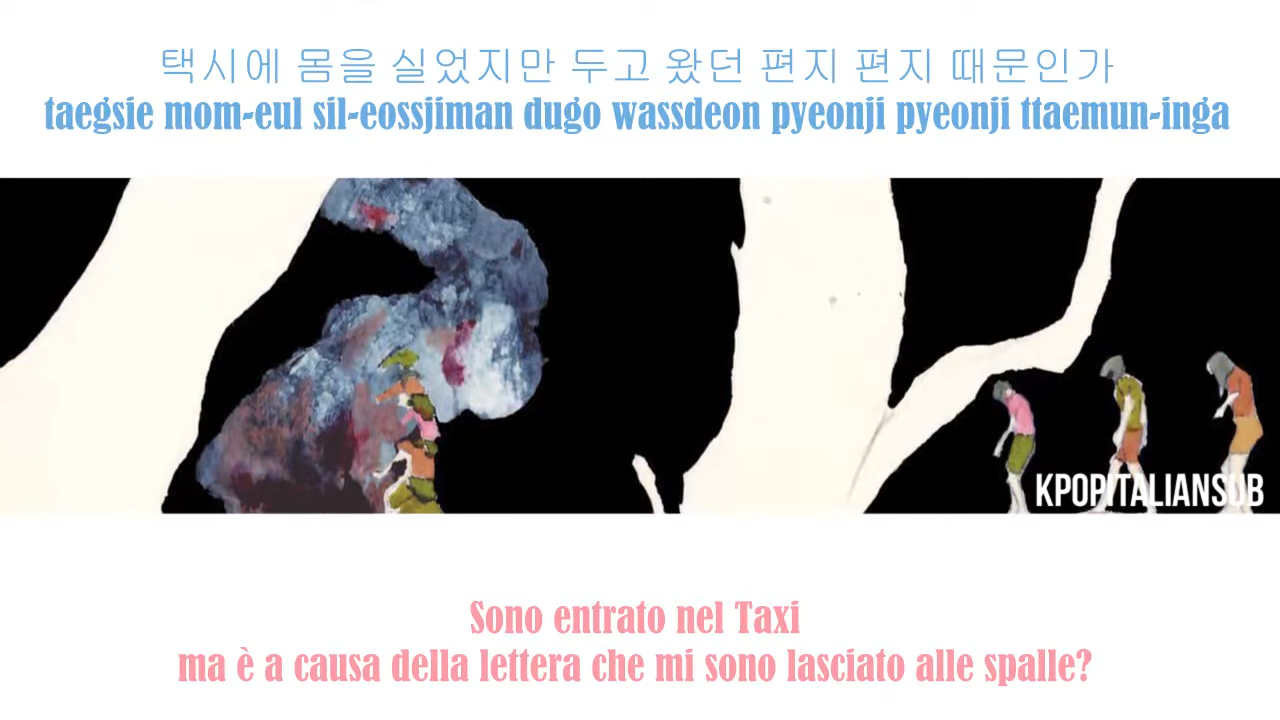 택시에 몸을 실었지만 두고 왔던 편지 편지 때문인가
taegsie mom-eul sil-eossjiman dugo wassdeon pyeonji pyeonji ttaemun-inga
KPOPITALIANSUB
Sono entrato nel Taxi
ma è a causa della lettera che mi sono lasciato alle spalle?